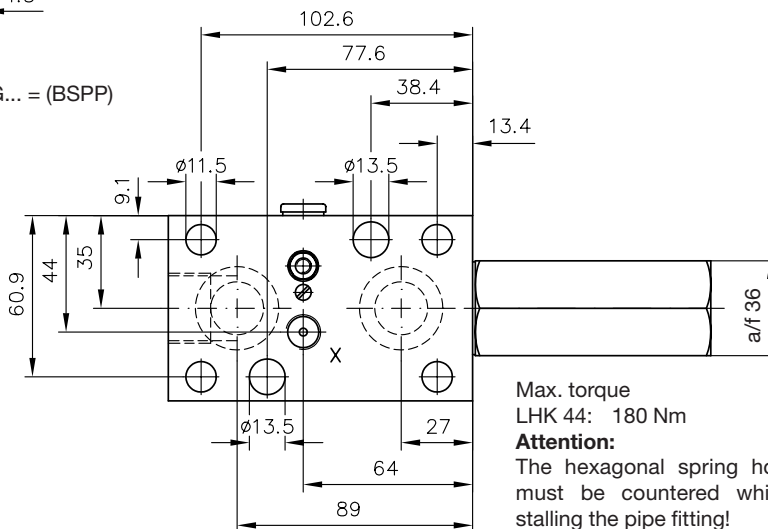 102.6
77.6
G... = (BSPP)
38.4
13.4
ø11.5
ø13.5
9.1
35
44
60.9
X
a/f 36
Max. torque
LHK 44: 180 Nm
Attention:
The hexagonal spring
must be countered
stalling the pipe fitting!
ø13.5
27
64
89